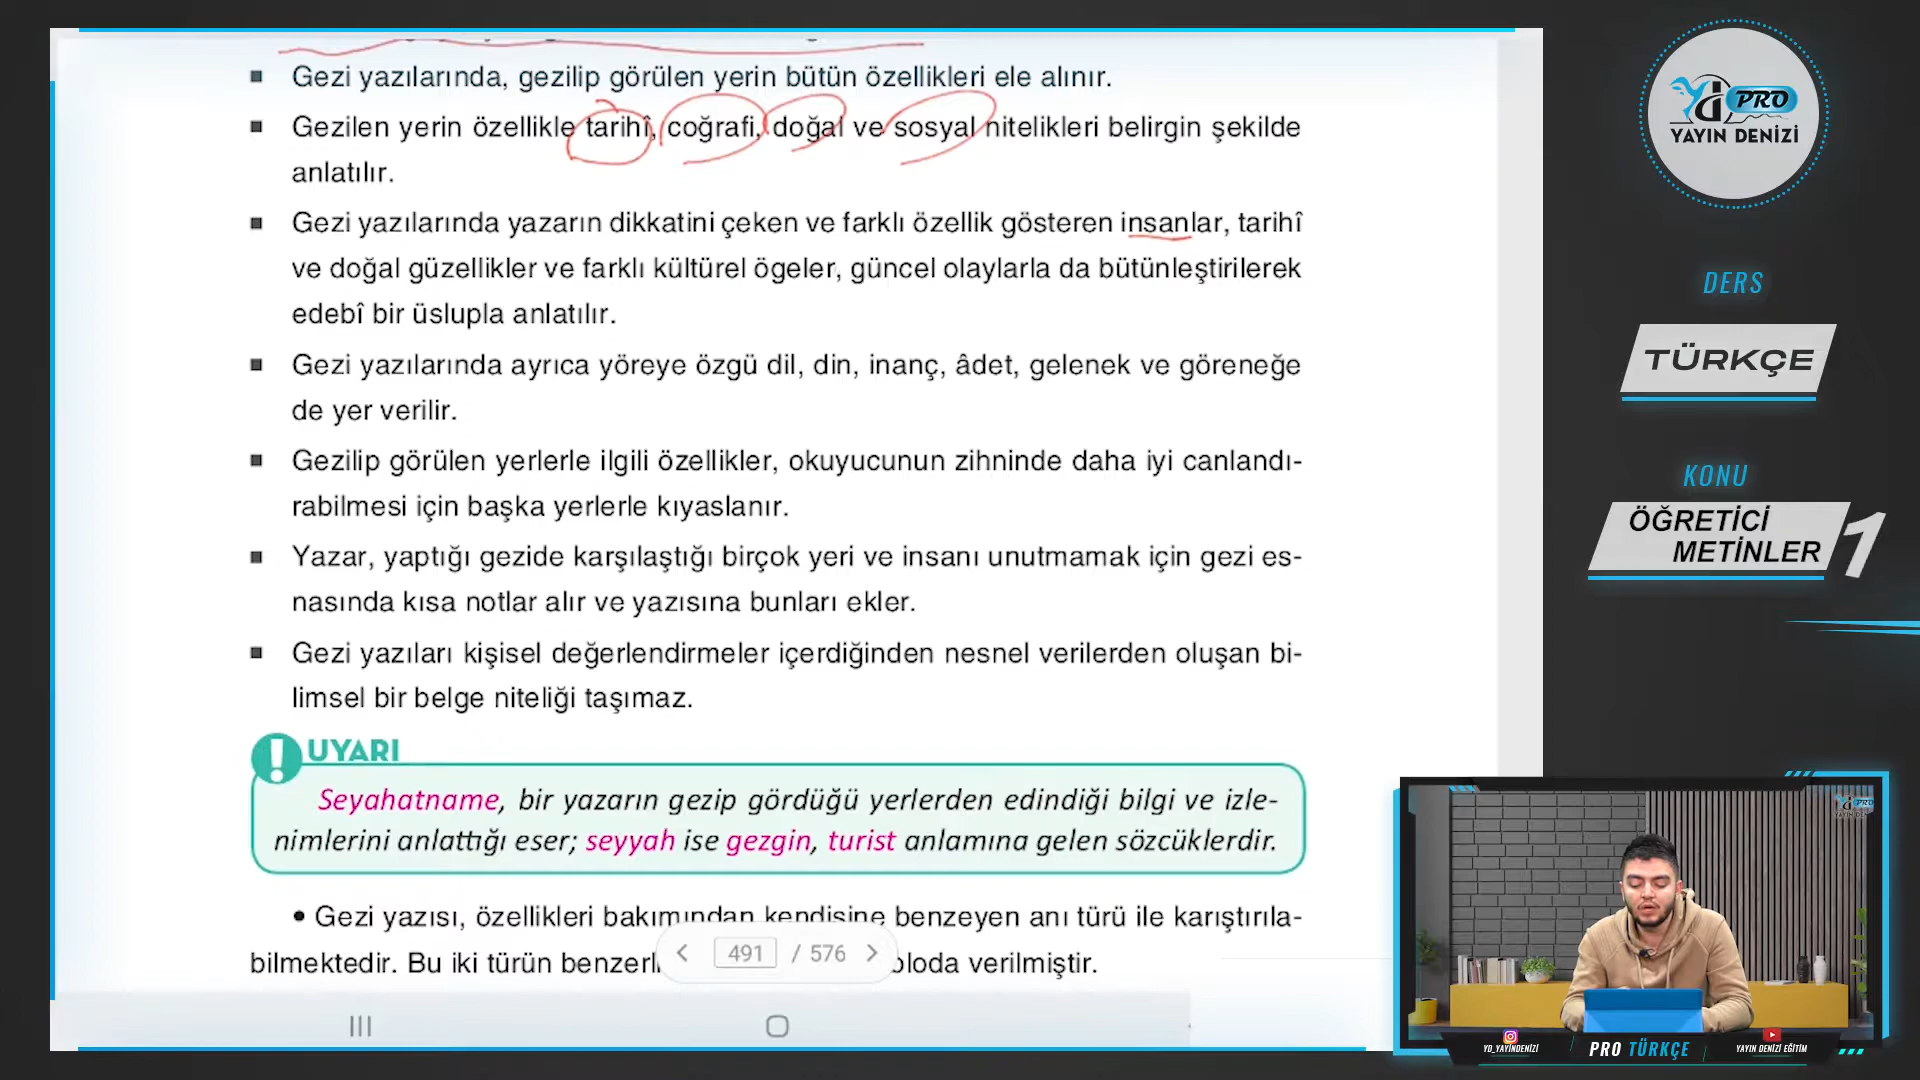 Gezi yazılarında, gezilip görülen yerin bütün özellikleri ele alınır.
Gezilen yerin özellikle tarihî, coğrafi, doğal ve sosyal nitelikleri belirgin şekilde
anlatılır.
Gezi yazılarında yazarın dikkatini çeken ve farklı özellik gösteren insanlar, tarihî
ve doğal güzellikler ve farklı kültürel ögeler, güncel olaylarla da bütünleştirilerek
edebî bir üslupla anlatılır.
Gezi yazılarında ayrıca yöreye özgü dil, din, inanç, âdet, gelenek ve göreneğe
de yer verilir.
Gezilip görülen yerlerle ilgili özellikler, okuyucunun zihninde daha iyi canlandı-
rabilmesi için başka yerlerle kıyaslanır.
Yazar, yaptığı gezide karşılaştığı birçok yeri ve insanı unutmamak için gezi es-
nasında kısa notlar alır ve yazısına bunları ekler.
Gezi yazıları kişisel değerlendirmeler içerdiğinden nesnel verilerden oluşan bi-
limsel bir belge niteliği taşımaz.
UYARI
Seyahatname, bir yazarın gezip gördüğü yerlerden edindiği bilgi ve izle-
nimlerini anlattığı eser; seyyah ise gezgin, turist anlamına gelen sözcüklerdir.
• Gezi yazısı, özellikleri bakımından kendisine benzeyen anı türü ile karıştırıla-
bilmektedir. Bu iki türün verilmiştir.
491 / 576
yd PRO
YAYIN DENİZİ
DERS
TÜRKÇE
KONU
ÖĞRETİCİ
METİNLER 1
YD_YAYINDENIZI
PRO TÜRKÇE
YAYIN DENİZİ EĞİTİM